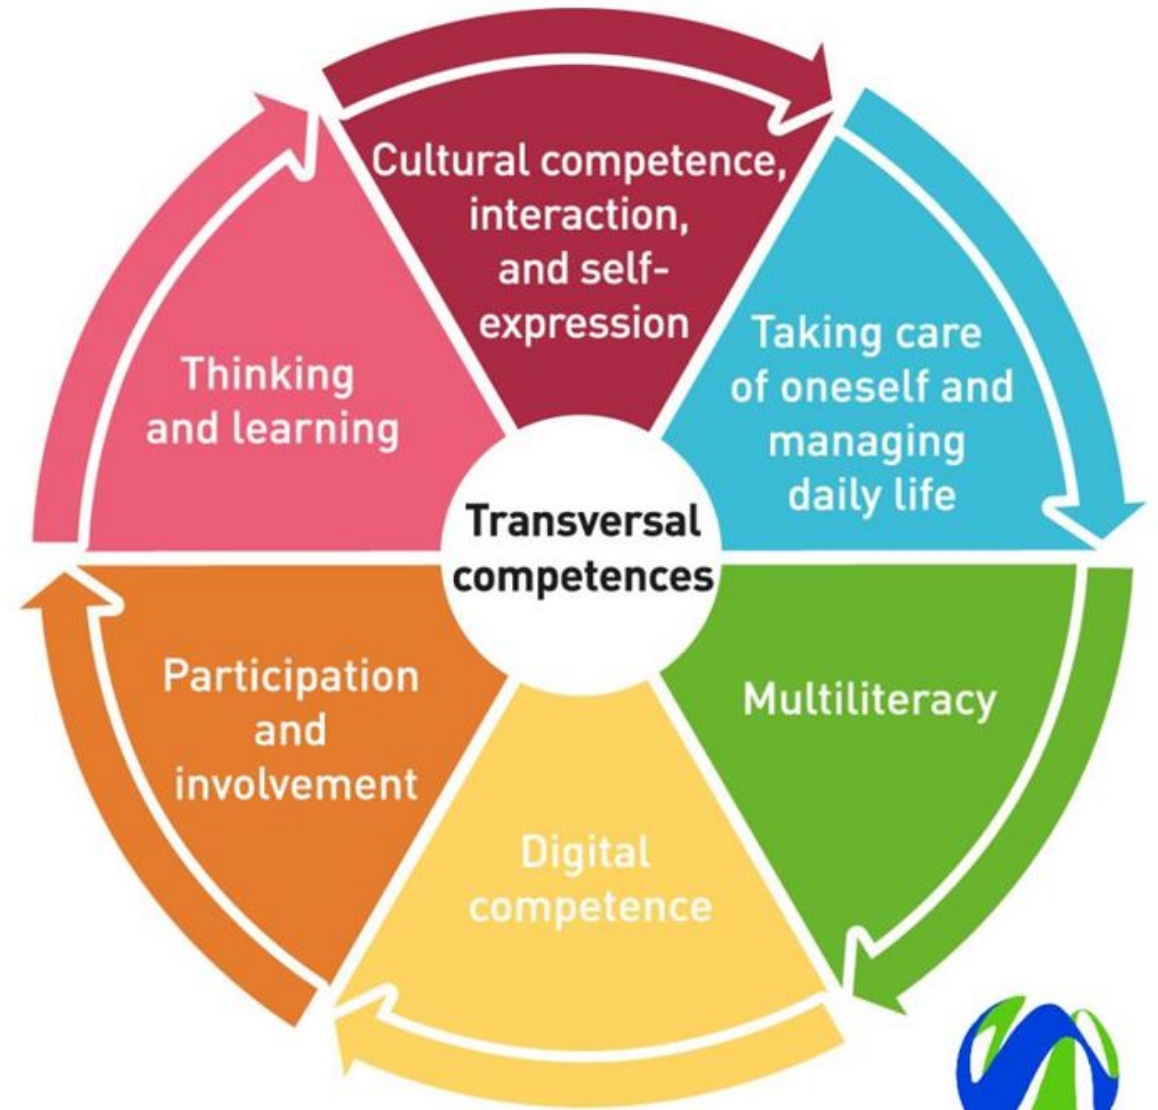 Cultural competence,
interaction,
and self-
expression
Taking care
of oneself and
managing
daily life
Multiliteracy
Digital
competence
Participation
and
involvement
Thinking
and learning
Transversal
competences